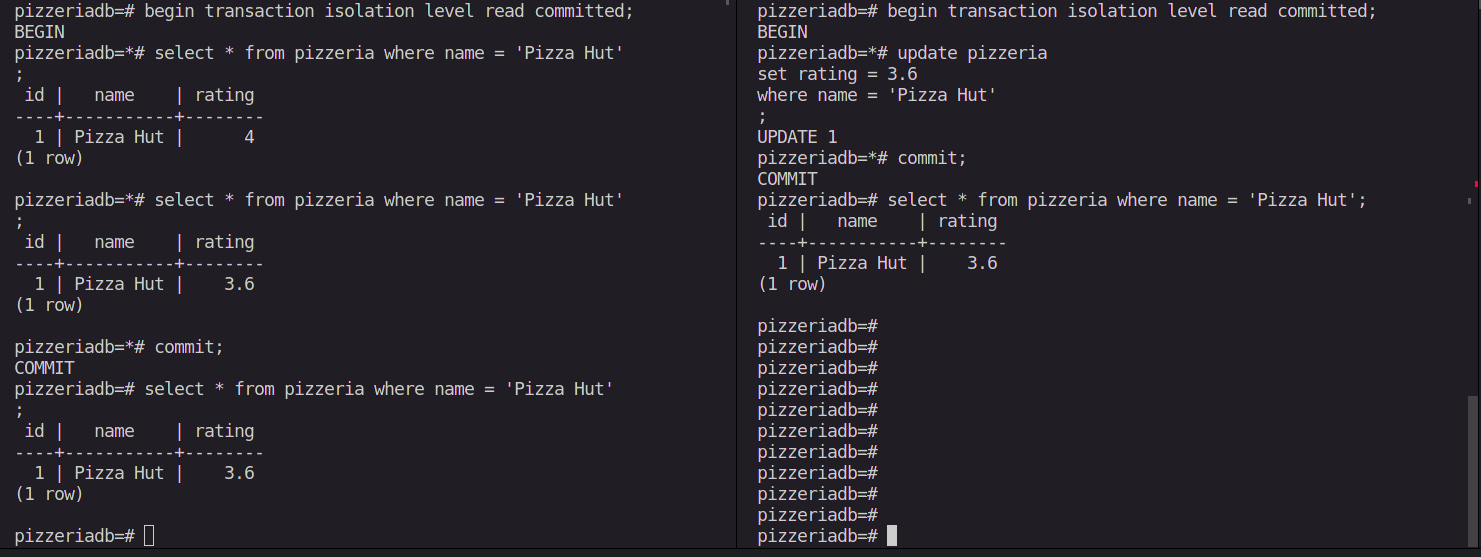 pizzeriadb=# begin transaction isolation level read committed;
BEGIN
pizzeriadb=*# select * from pizzeria where name = 'Pizza Hut'
;
 id |   name    | rating
----+-----------+--------
  1 | Pizza Hut |      4
(1 row)

pizzeriadb=*# select * from pizzeria where name = 'Pizza Hut'
;
 id |   name    | rating
----+-----------+--------
  1 | Pizza Hut |    3.6
(1 row)

pizzeriadb=*# commit;
COMMIT
pizzeriadb=# select * from pizzeria where name = 'Pizza Hut'
;
 id |   name    | rating
----+-----------+--------
  1 | Pizza Hut |    3.6
(1 row)

pizzeriadb=#
pizzeriadb=# begin transaction isolation level read committed;
BEGIN
pizzeriadb=*# update pizzeria
set rating = 3.6
where name = 'Pizza Hut'
;
UPDATE 1
pizzeriadb=*# commit;
COMMIT
pizzeriadb=# select * from pizzeria where name = 'Pizza Hut';
 id |   name    | rating
----+-----------+--------
  1 | Pizza Hut |    3.6
(1 row)

pizzeriadb=#
pizzeriadb=#
pizzeriadb=#
pizzeriadb=#
pizzeriadb=#
pizzeriadb=#
pizzeriadb=#
pizzeriadb=#
pizzeriadb=#
pizzeriadb=#
pizzeriadb=#